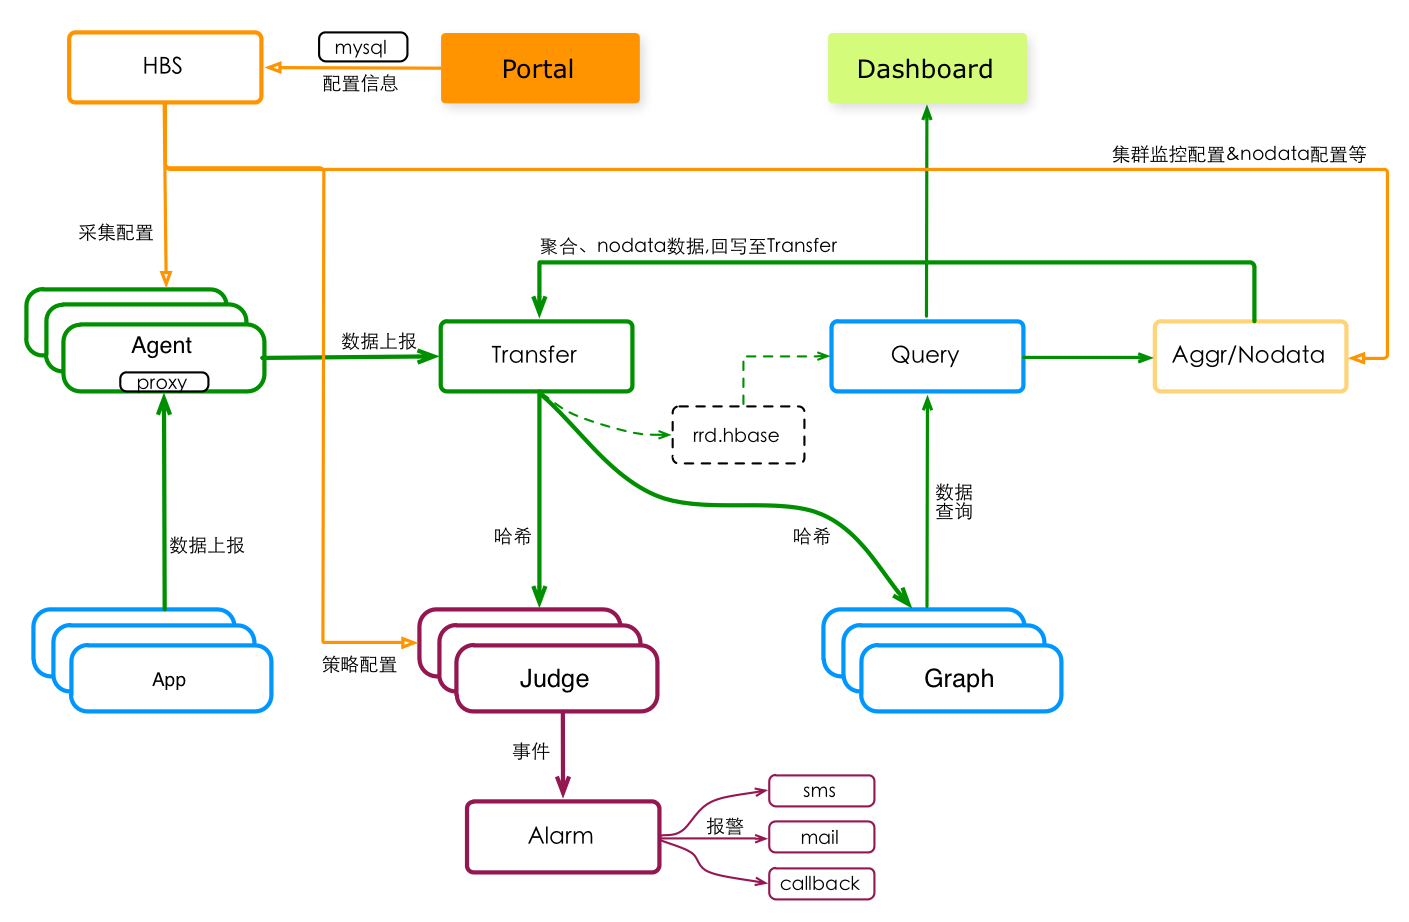 HBS
mysql
配置信息
Portal
Dashboard
集群监控配置&nodata配置等
采集配置
聚合、nodata数据,回写至Transfer
Agent
proxy
数据上报
Transfer
Query
Aggr/Nodata
rrd.hbase
数据
查询
数据上报
哈希
哈希
App
策略配置
Judge
Graph
事件
Alarm
报警
sms
mail
callback